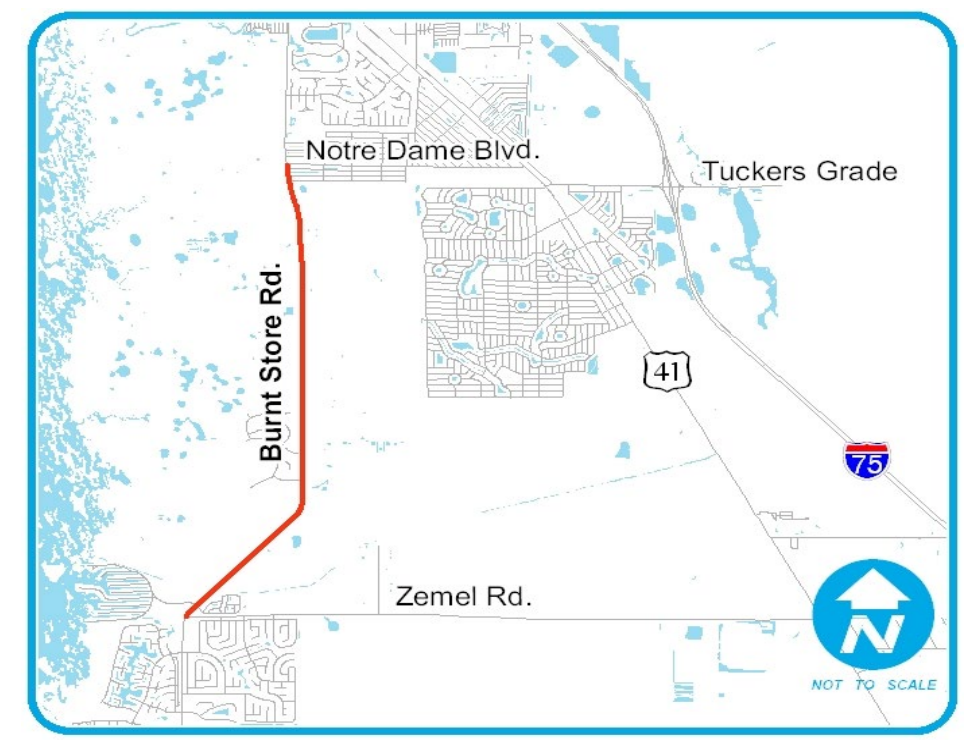 Notre Dame Blvd.
Tuckers Grade
Burnt Store Rd.
41
75
Zemel Rd.
N
NOT TO SCALE